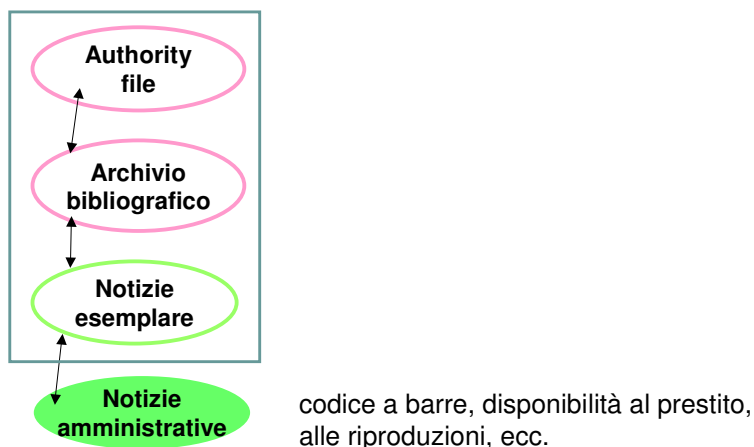 Authority
file
Archivio
bibliografico
Notizie
esemplare
Notizie
amministrative
codice a barre, disponibilità al prestito,
alle riproduzioni, ecc.